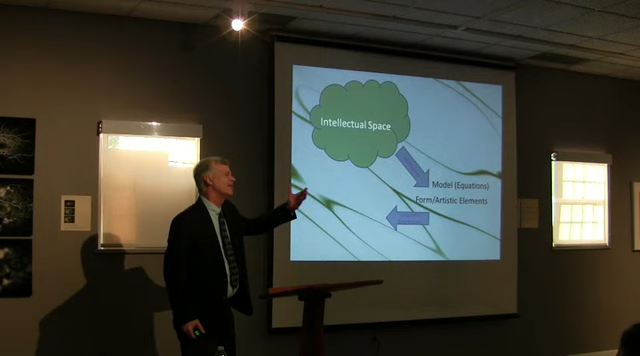 Intellectual Space
Model (Equations)
Form/Artistic Elements